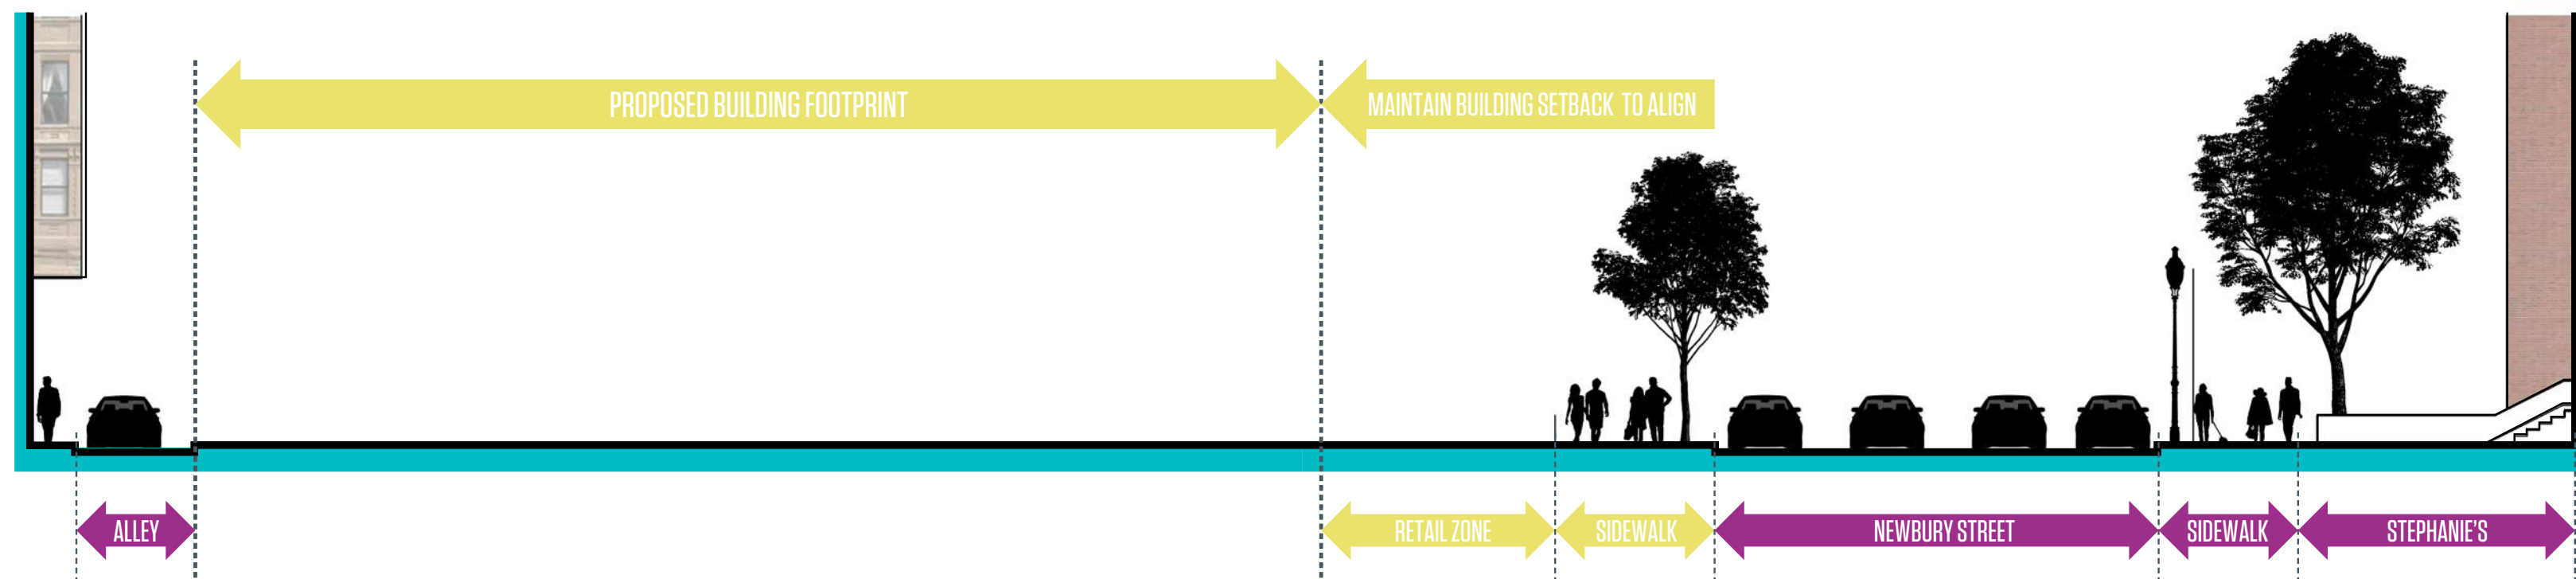 PROPOSED BUILDING FOOTPRINT
MAINTAIN BUILDING SETBACK TO ALIGN
ALLEY
RETAIL ZONE
SIDEWALK
NEWBURY STREET
SIDEWALK
STEPHANIE'S